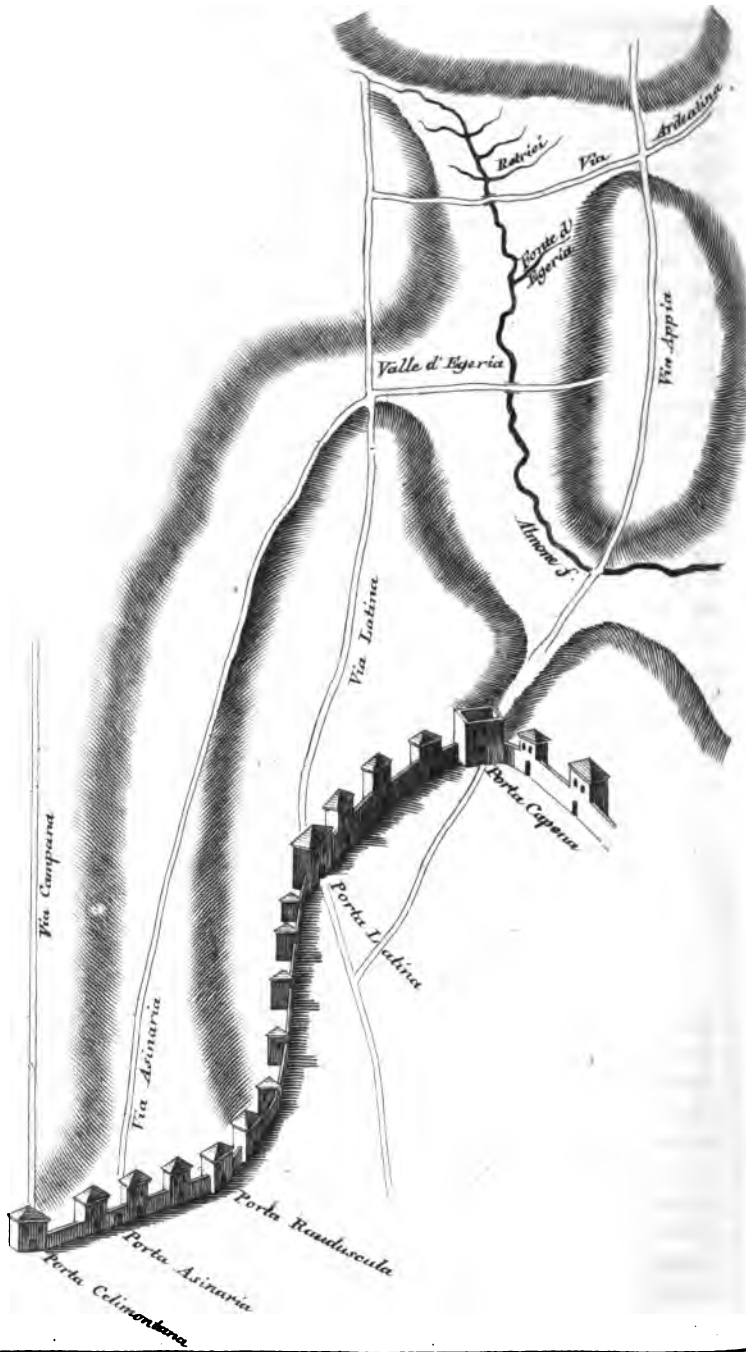 Via Ardeatina
Retrici
Fonte d'
Egeria
Via Appia
Valle d' Egeria
Almone f.
Via Latina
Porta Capena
Via Campana
Porta Latina
Via Asinaria
Porta Rauduscula
Porta Asinaria
Porta Celimontana